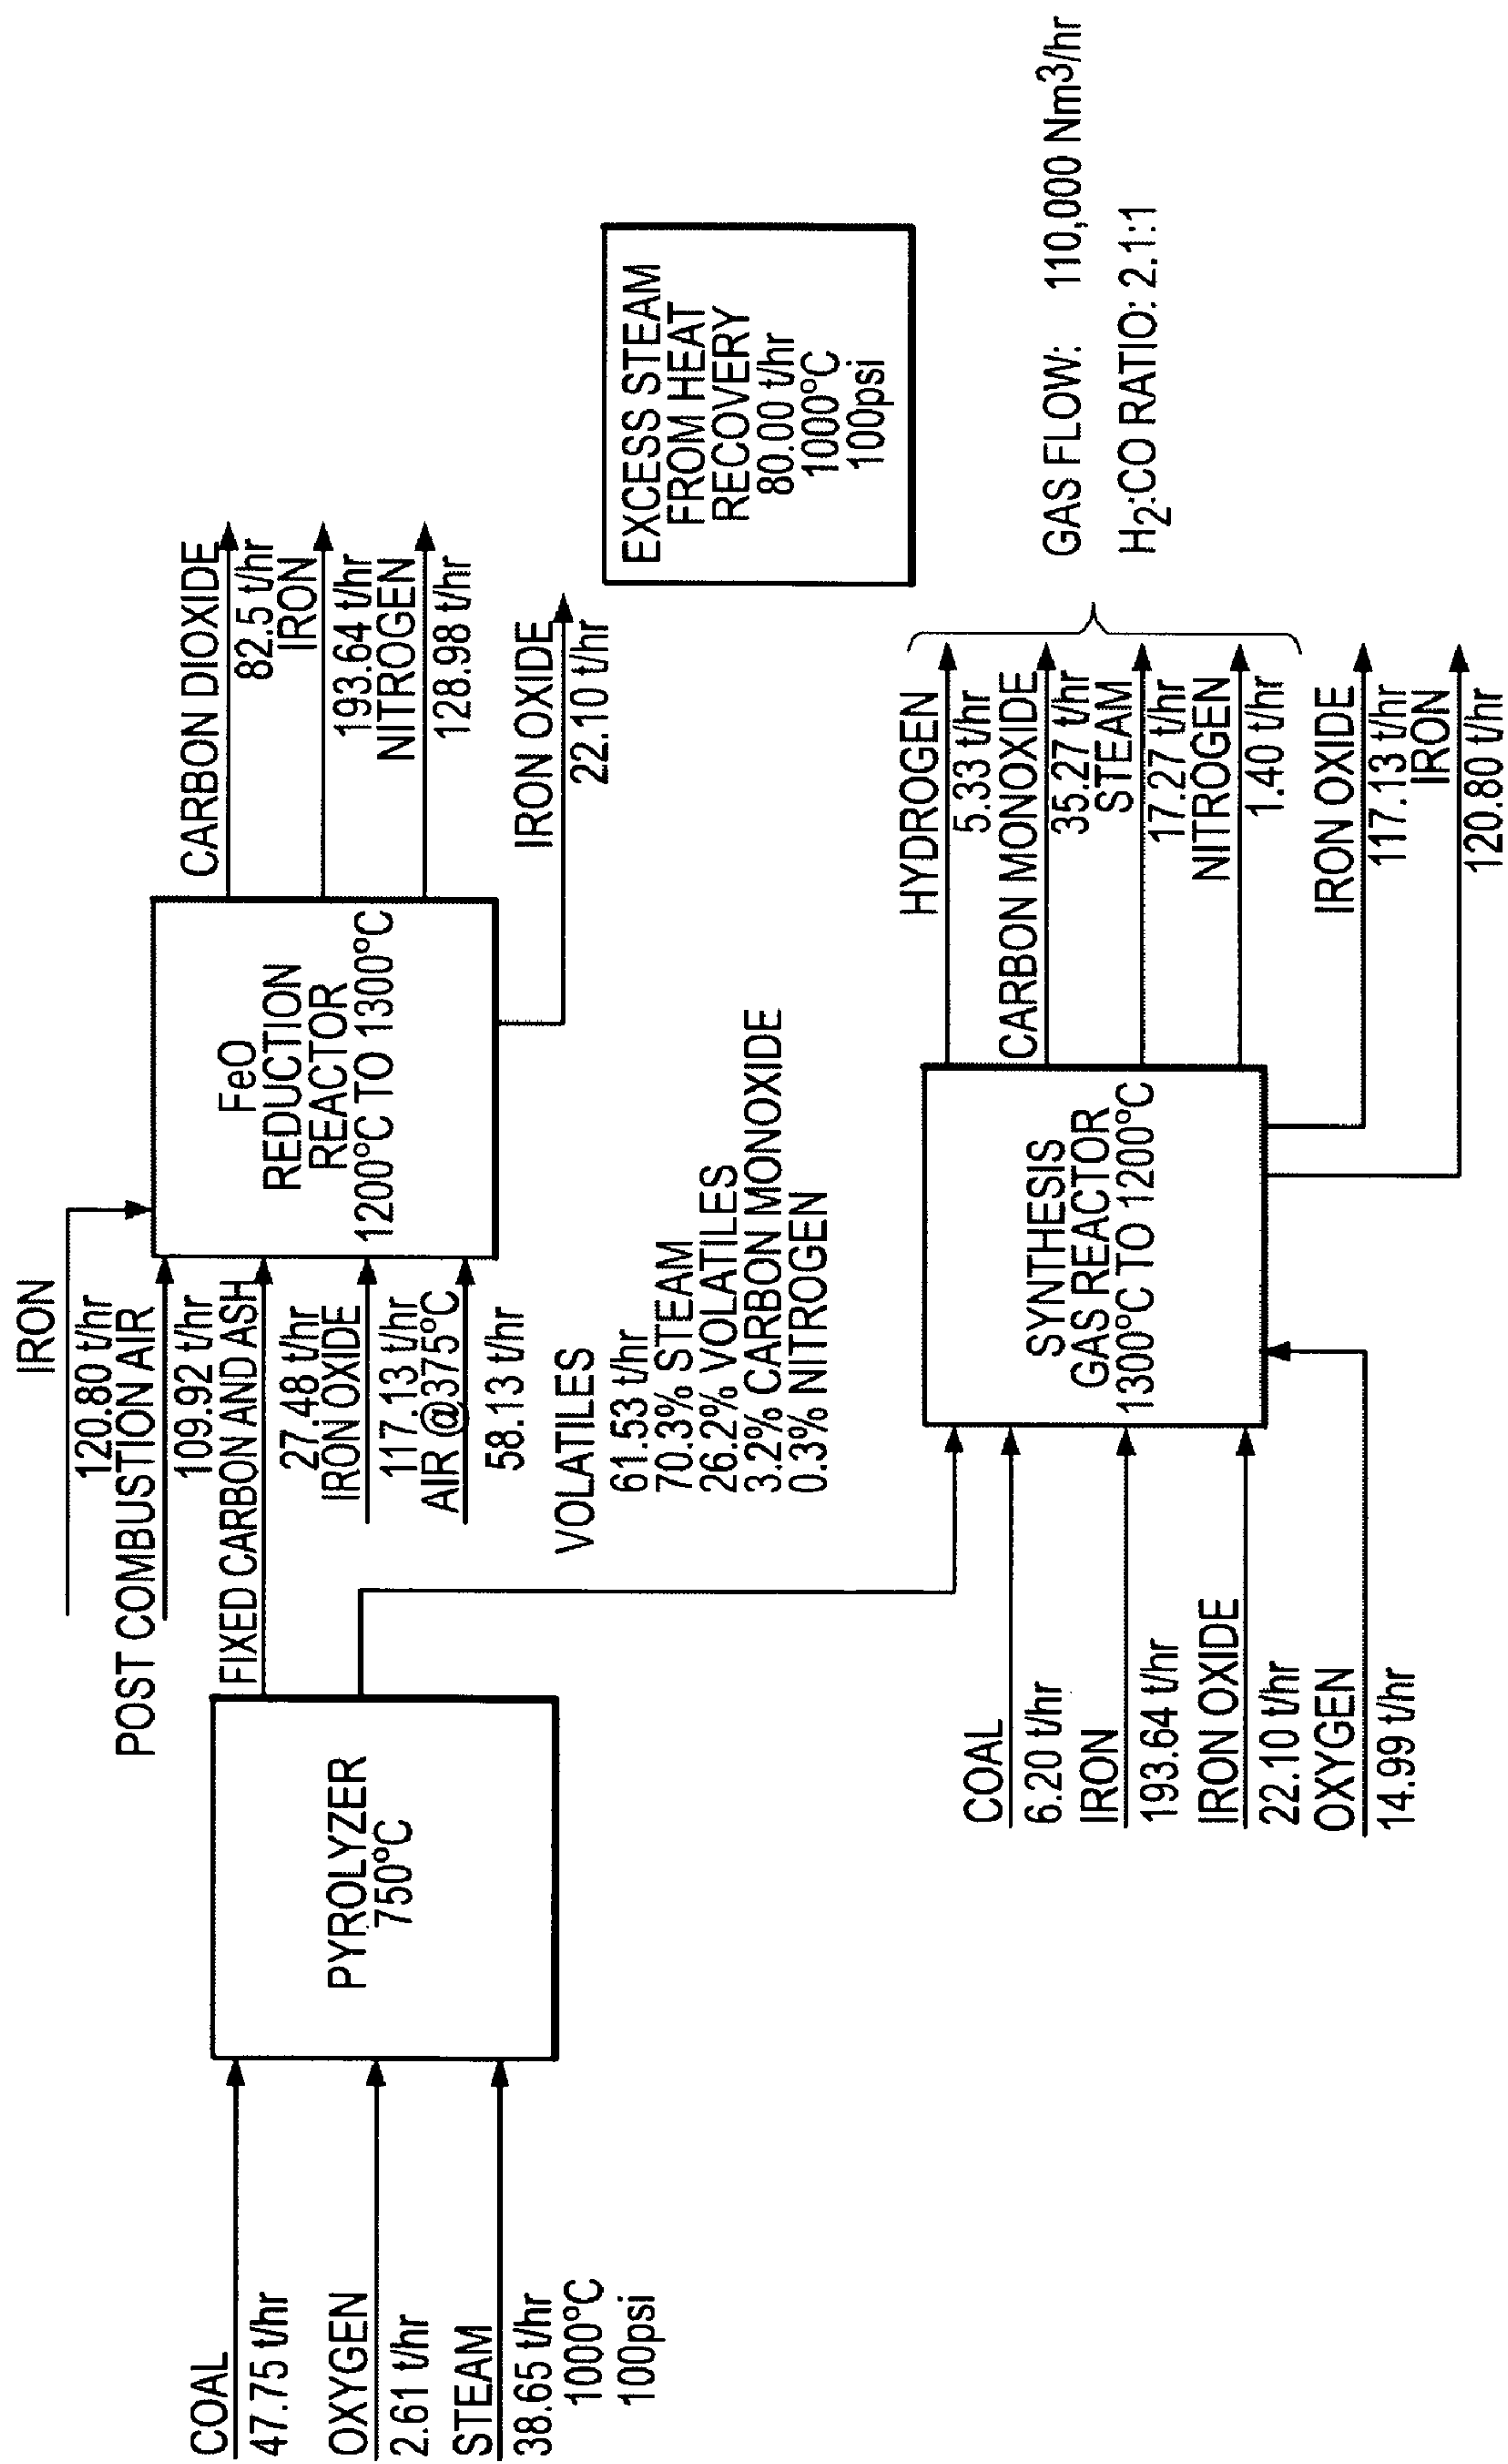 COAL
47.75 t/hr
OXYGEN
2.61 t/hr
STEAM
38.65 t/hr
1000°C
100psi
PYROLYZER
750°C
IRON
120.80 t/hr
POST COMBUSTION AIR
109.92 t/hr
FIXED CARBON AND ASH
27.48 t/hr
IRON OXIDE
117.13 t/hr
AIR @375°C
58.13 t/hr
FeO
REDUCTION
REACTOR
1200°C TO 1300°C
CARBON DIOXIDE
82.5 t/hr
IRON
193.64 t/hr
NITROGEN
128.98 t/hr
IRON OXIDE
22.10 t/hr
VOLATILES
61.53 t/hr
70.3% STEAM
26.2% VOLATILES
3.2% CARBON MONOXIDE
0.3% NITROGEN
EXCESS STEAM
FROM HEAT
RECOVERY
80.00 t/hr
1000°C
100psi
COAL
6.20 t/hr
IRON
193.64 t/hr
IRON OXIDE
22.10 t/hr
OXYGEN
14.99 t/hr
SYNTHESIS
GAS REACTOR
1300°C TO 1200°C
HYDROGEN
5.33 t/hr
CARBON MONOXIDE
35.27 t/hr
STEAM
17.27 t/hr
NITROGEN
1.40 t/hr
IRON OXIDE
117.13 t/hr
IRON
120.80 t/hr
GAS FLOW: 110,000 Nm3/hr
H2:CO RATIO: 2.1:1